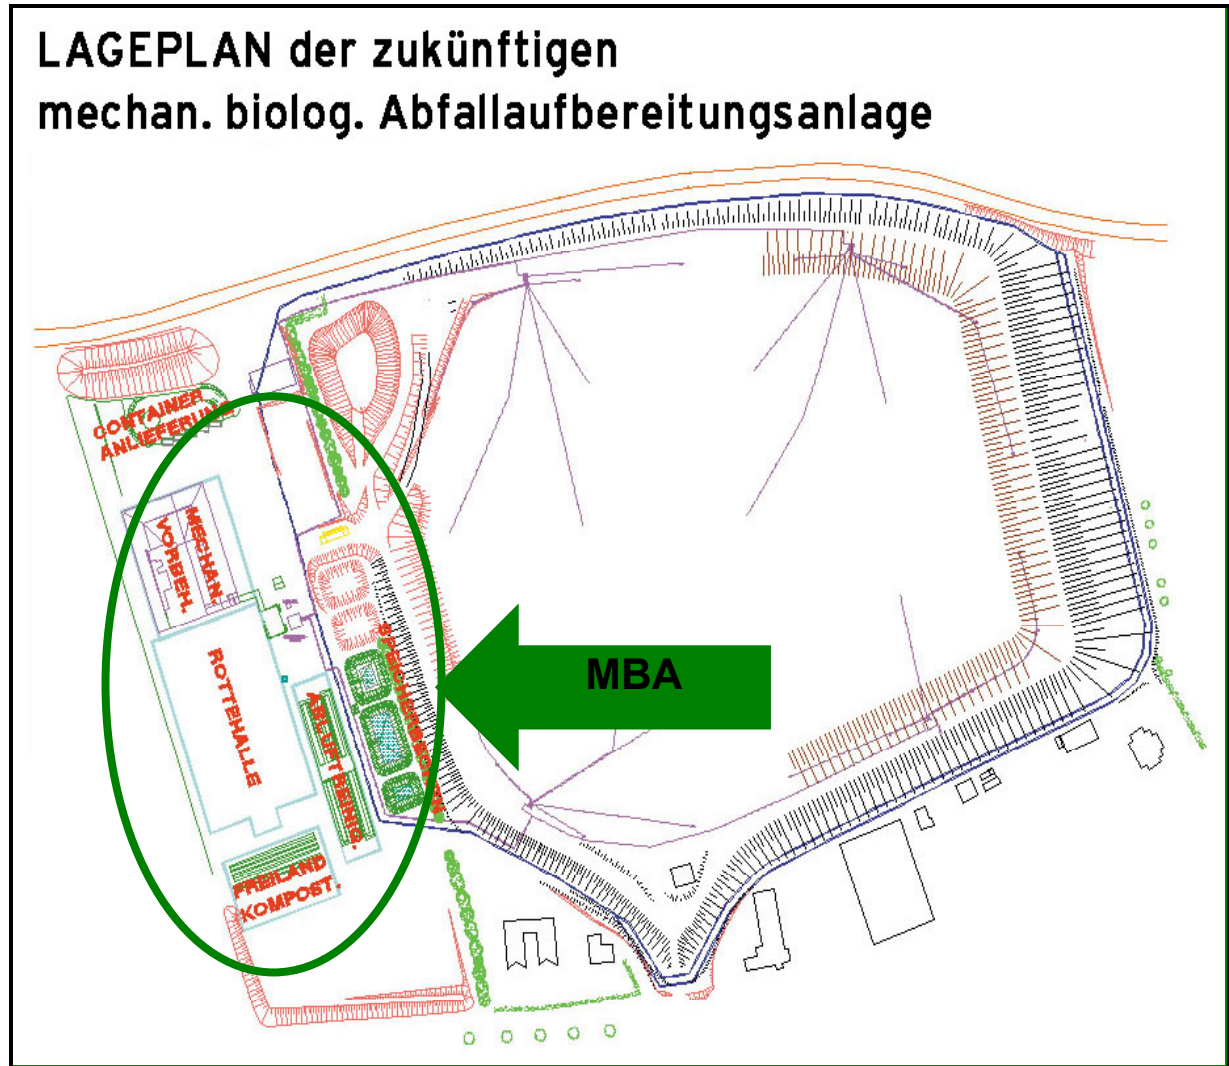 LAGEPLAN der zukünftigen
mechan. biolog. Abfallaufbereitungsanlage
CONTAINER
ANLIEFERUNG
MECHAN.
VORBEH.
ROTTEHALLE
ABLUFTREINIG.
SPEICHERBECKEN
MBA
FREILAND
KOMPOST.